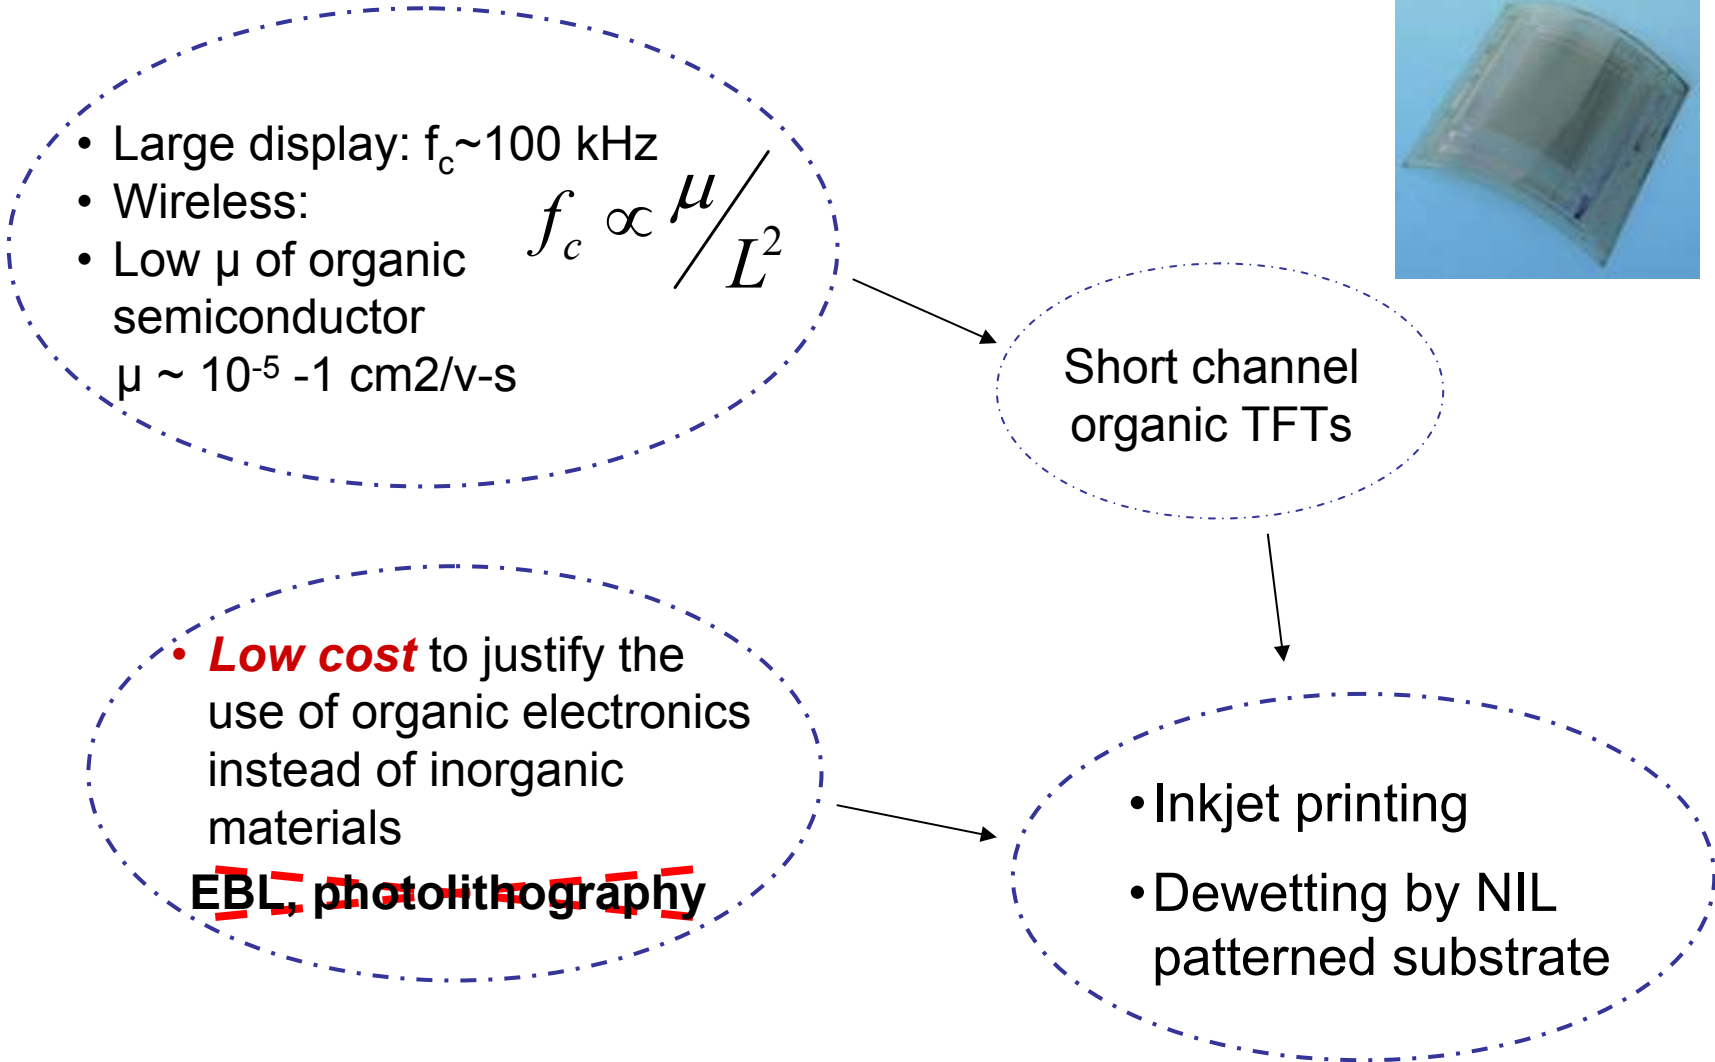 • Large display: f_c~100 kHz
• Wireless:
f_c ∝ μ/L²
• Low μ of organic
semiconductor
μ ~ 10⁻⁵ -1 cm2/v-s
Short channel
organic TFTs
• Low cost to justify the
use of organic electronics
instead of inorganic
materials
EBL, photolithography
•Inkjet printing
•Dewetting by NIL
patterned substrate